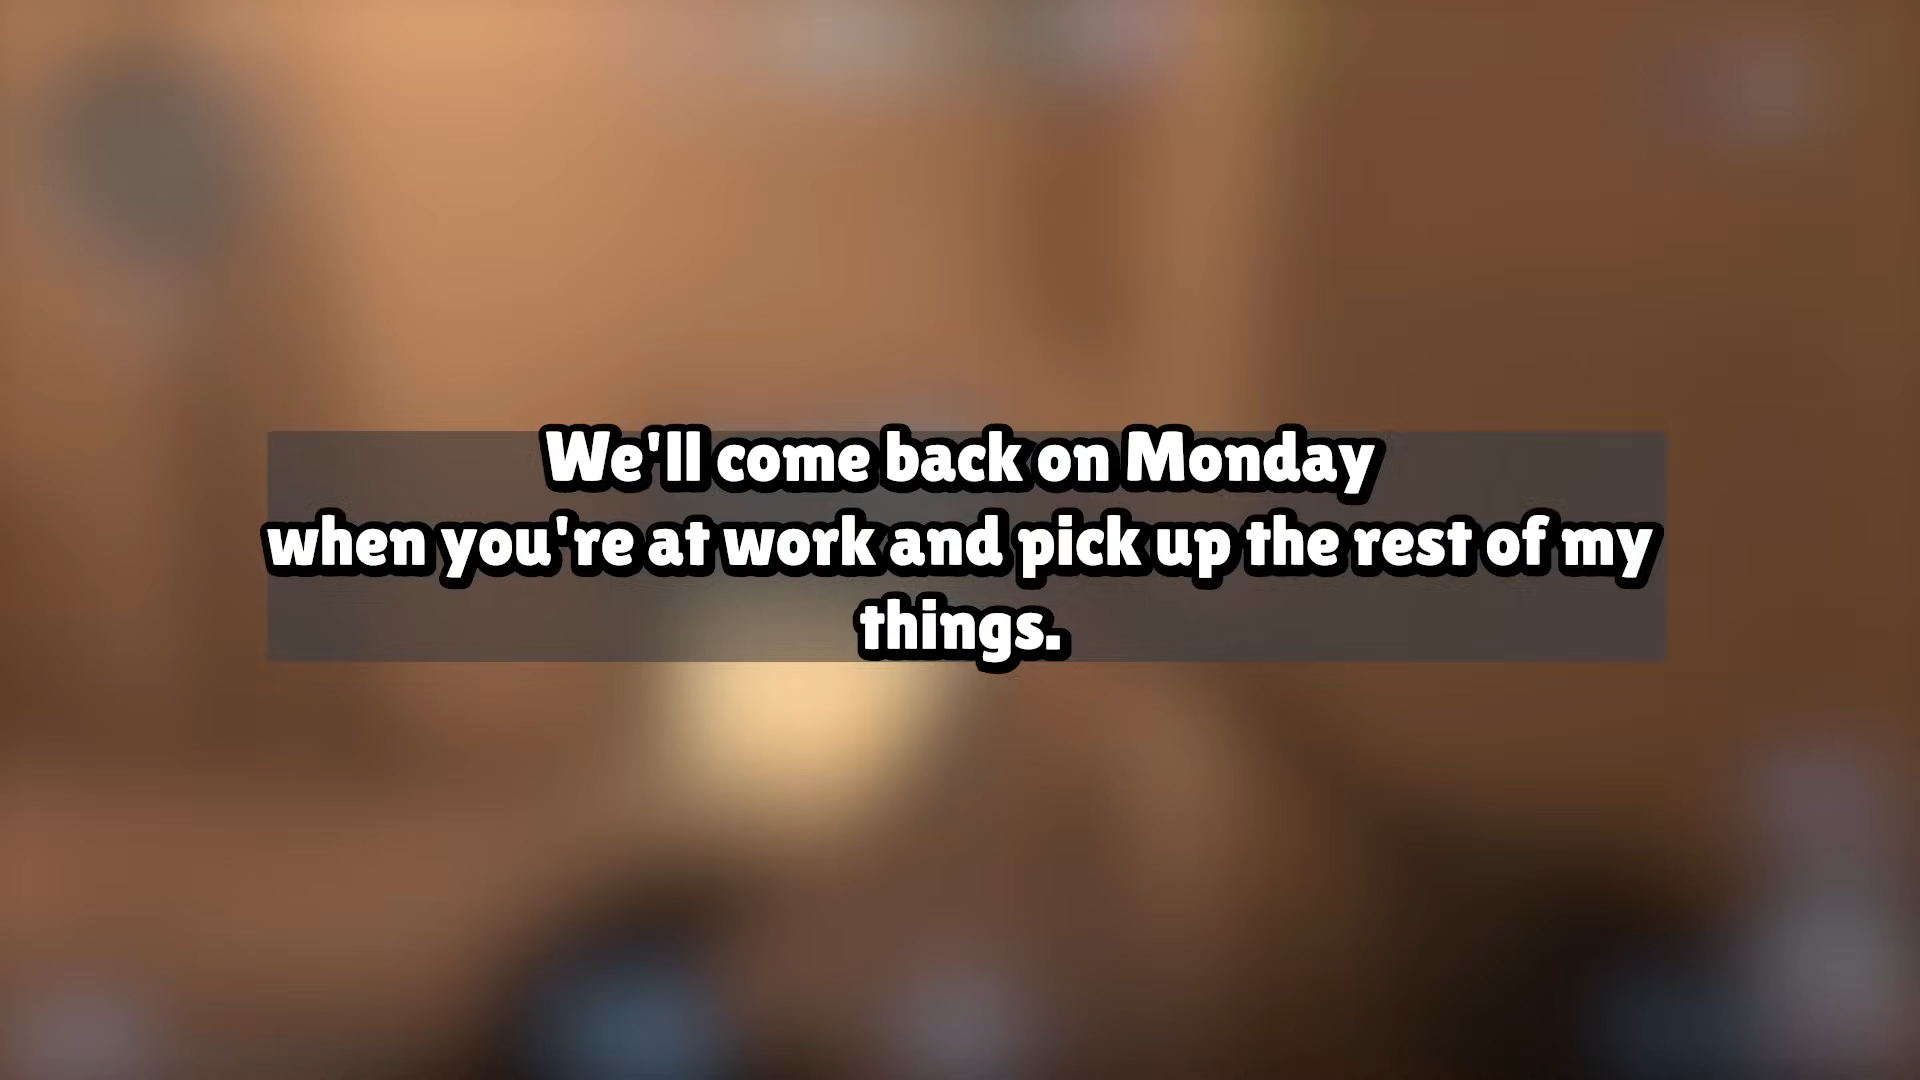 We'll come back on Monday
when you're at work and pick up the rest of my
things.